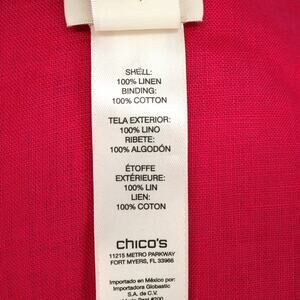 SHELL:
100% LINEN
BINDING:
100% COTTON
TELA EXTERIOR:
100% LINO
RIBETE:
100% ALGODÓN
ÉTOFFE
EXTÉRIEURE:
100% LIN
LIEN:
100% COTON
chico's
11215 METRO PARKWAY
FORT MYERS, FL 33966
Importado en México por:
Importadora Globastic
S.A. de C.V.
#200